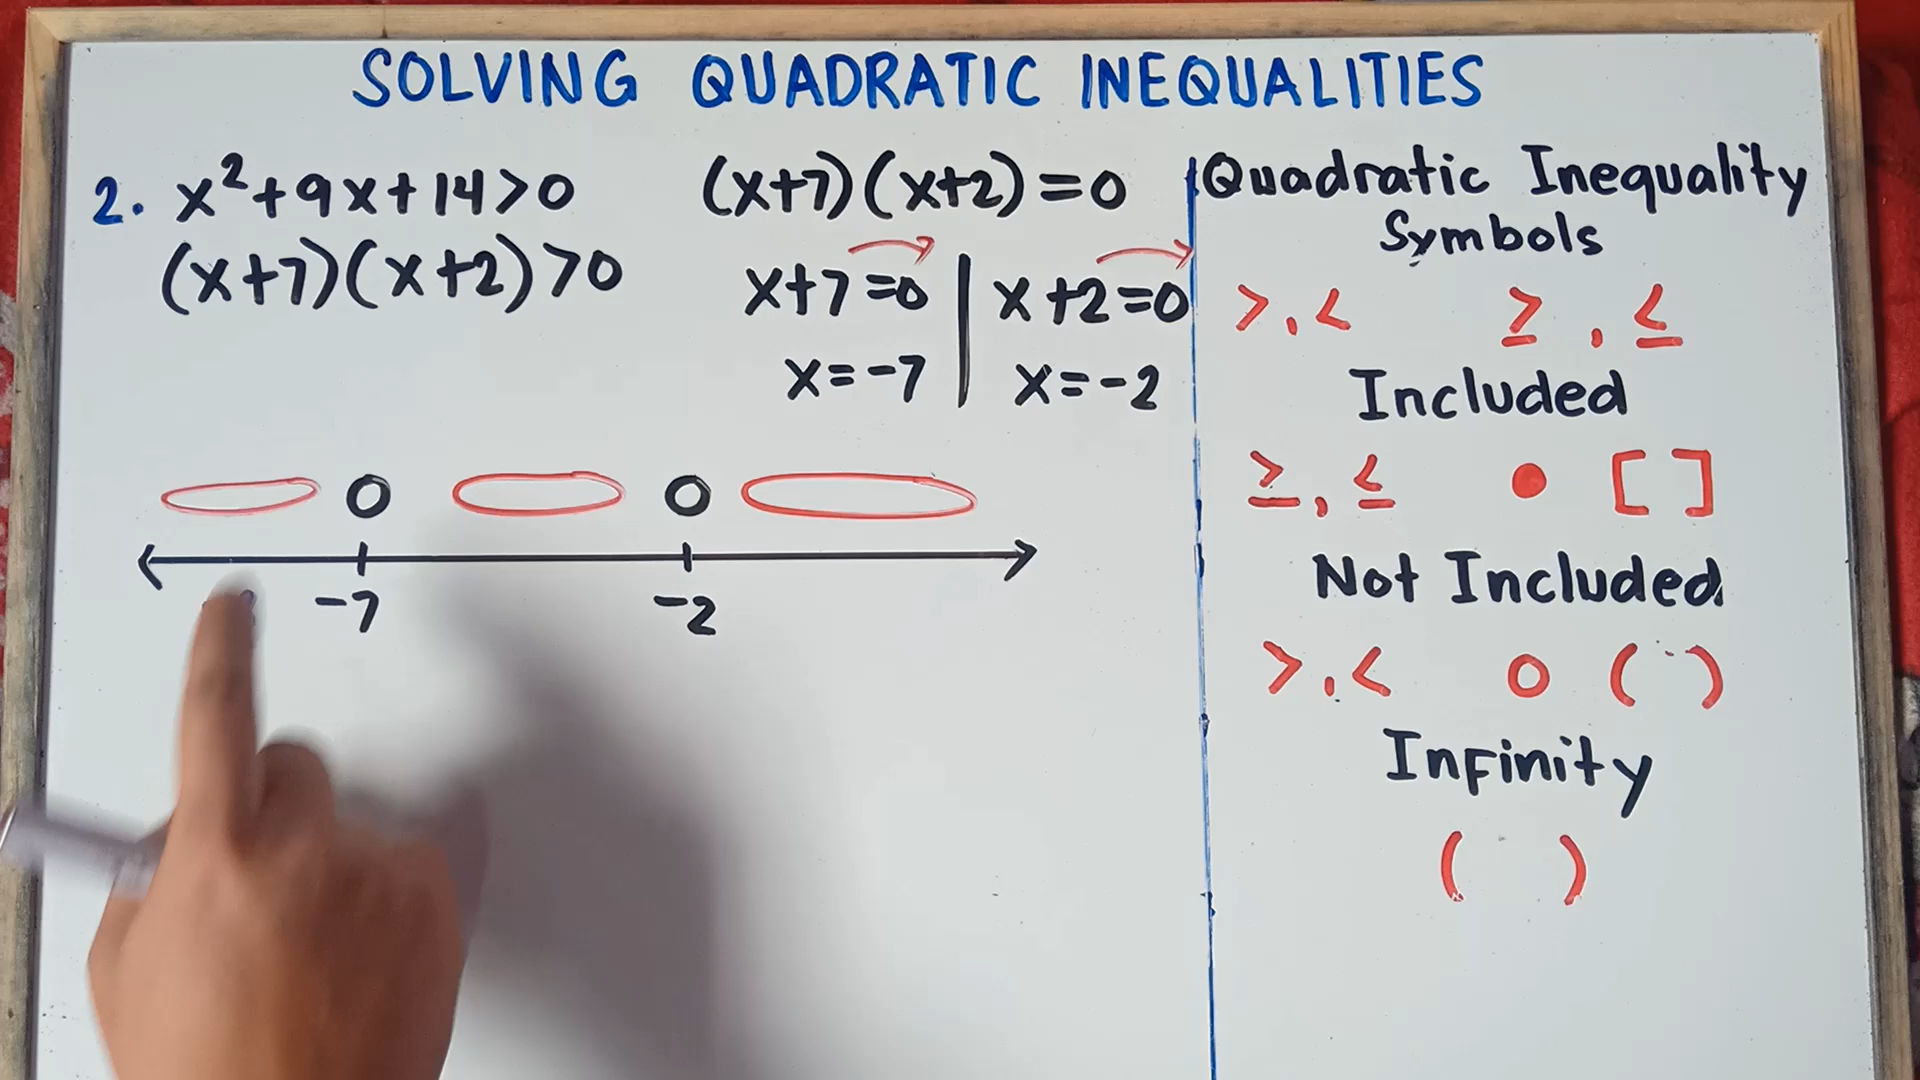 SOLVING QUADRATIC INEQUALITIES
2. x²+9x+14>0
(x+7)(x+2)>0
(x+7)(x+2)=0
x+7=0 | x+2=0
x=-7 | x=-2
O O
-7 -2
Quadratic Inequality
Symbols
>,< ≥,≤
Included
≥,≤ ● [ ]
Not Included
>,< ○ ( )
Infinity
( )